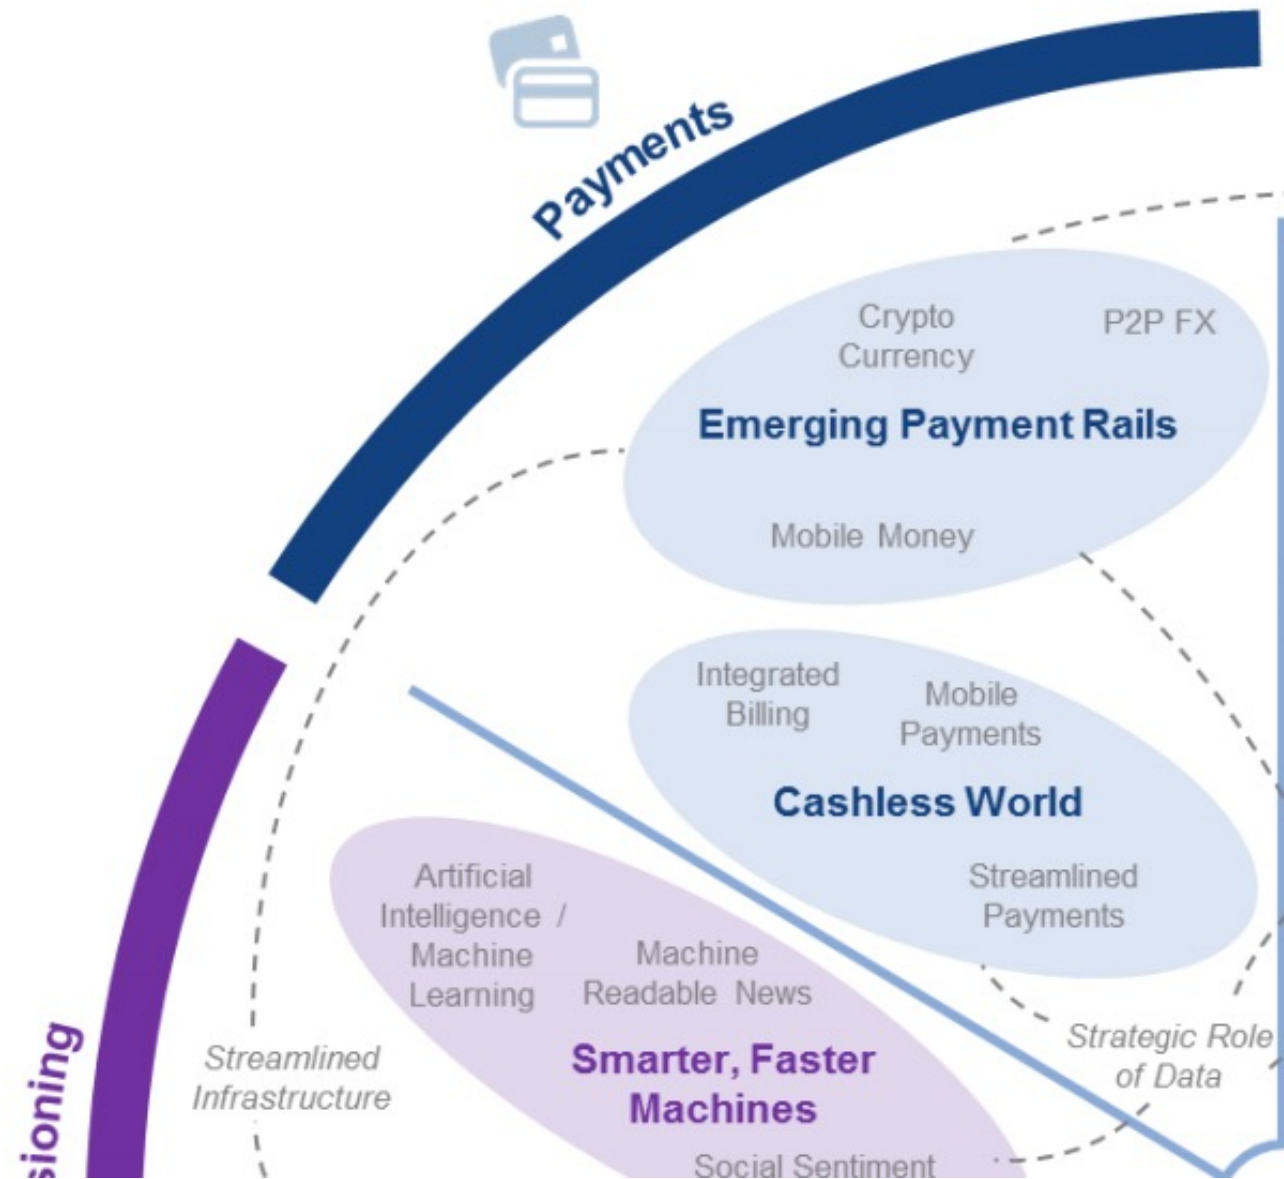 Payments
Crypto
Currency
P2P FX
Emerging Payment Rails
Mobile Money
Integrated
Billing
Mobile
Payments
Cashless World
Streamlined
Payments
Artificial
Intelligence /
Machine
Learning
Machine
Readable News
Smarter, Faster
Machines
Social Sentiment
Streamlined
Infrastructure
Strategic Role
of Data
sioning